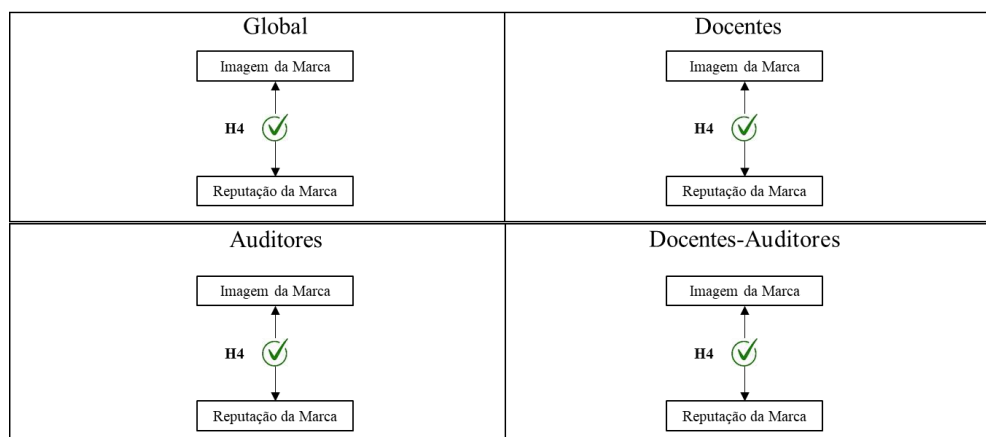 Global
Imagem da Marca
H4
Reputação da Marca
Docentes
Imagem da Marca
H4
Reputação da Marca
Auditores
Imagem da Marca
H4
Reputação da Marca
Docentes-Auditores
Imagem da Marca
H4
Reputação da Marca